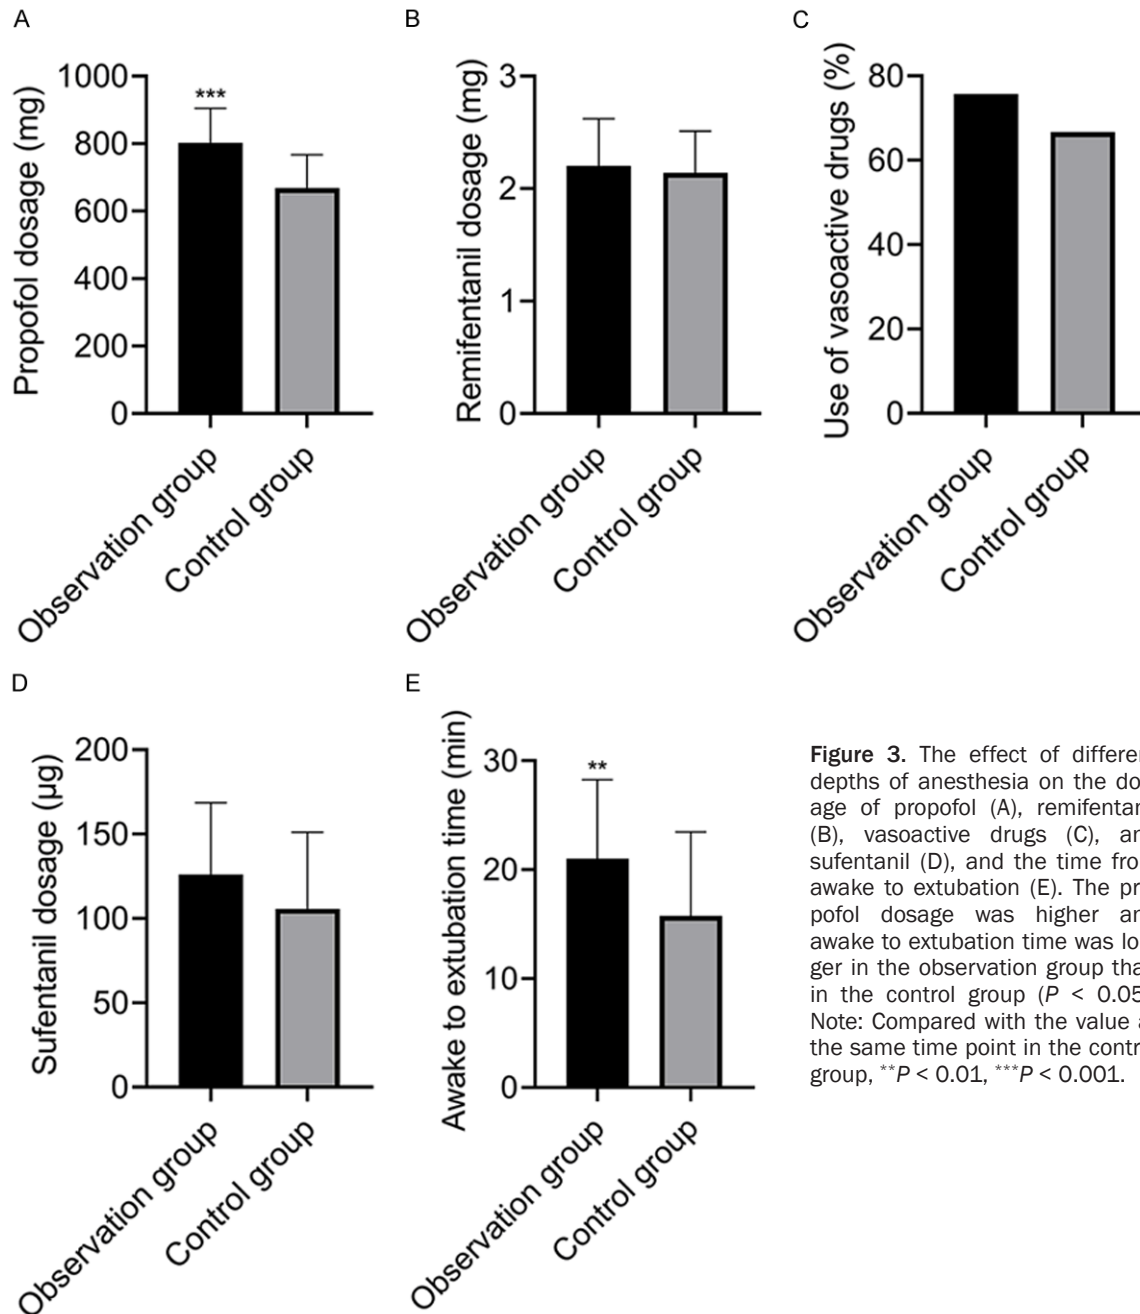 A
Propofol dosage (mg)
1000
800
600
400
200
0
***
Observation group
Control group
B
Remifentanil dosage (mg)
3
2
1
0
Observation group
Control group
C
Use of vasoactive drugs (%)
80
60
40
20
0
Observation group
Control group
D
Sufentanil dosage (μg)
200
150
100
50
0
Observation group
Control group
E
Awake to extubation time (min)
30
20
10
0
**
Observation group
Control group
Figure 3. The effect of differen
depths of anesthesia on the dos
age of propofol (A), remifentan
(B), vasoactive drugs (C), an
sufentanil (D), and the time fro
awake to extubation (E). The pr
pofol dosage was higher an
awake to extubation time was lo
ger in the observation group tha
in the control group (P < 0.05
Note: Compared with the value a
the same time point in the contr
group, **P < 0.01, ***P < 0.001.